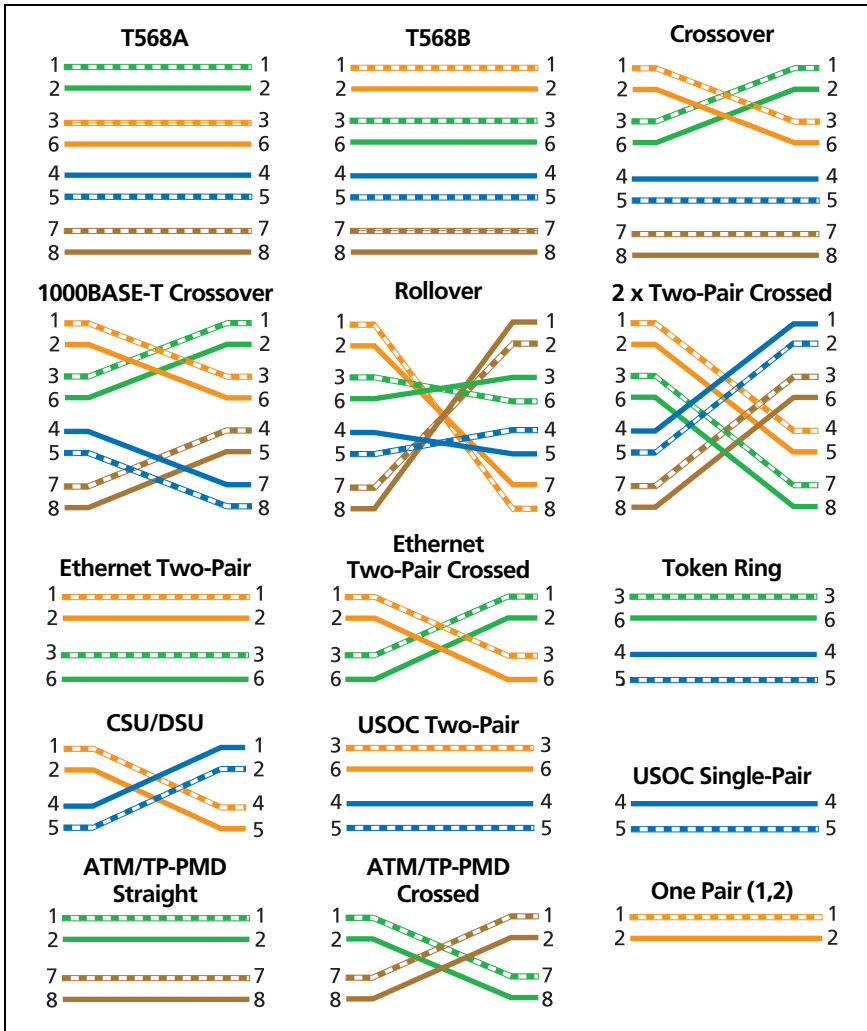 T568A T568B Crossover
1 1 1 1 1 1
2 2 2 2 2 2
3 3 3 3 3 3
6 6 6 6 6 6
4 4 4 4 4 4
5 5 5 5 5 5
7 7 7 7 7 7
8 8 8 8 8 8
1000BASE-T Crossover Rollover 2 x Two-Pair Crossed
1 1 1 1 1 1
2 2 2 2 2 2
3 3 3 3 3 3
6 6 6 6 6 6
4 4 4 4 4 4
5 5 5 5 5 5
7 7 7 7 7 7
8 8 8 8 8 8
Ethernet Two-Pair Ethernet Token Ring
Two-Pair Crossed
1 1 1 1 3 3
2 2 2 2 6 6
3 3 3 3 4 4
6 6 6 6 5 5
CSU/DSU USOC Two-Pair USOC Single-Pair
1 1 3 3
2 2 6 6
4 4 4 4 4 4
5 5 5 5 5 5
ATM/TP-PMD ATM/TP-PMD One Pair (1,2)
Straight Crossed
1 1 1 1 1 1
2 2 2 2 2 2
7 7 7 7
8 8 8 8